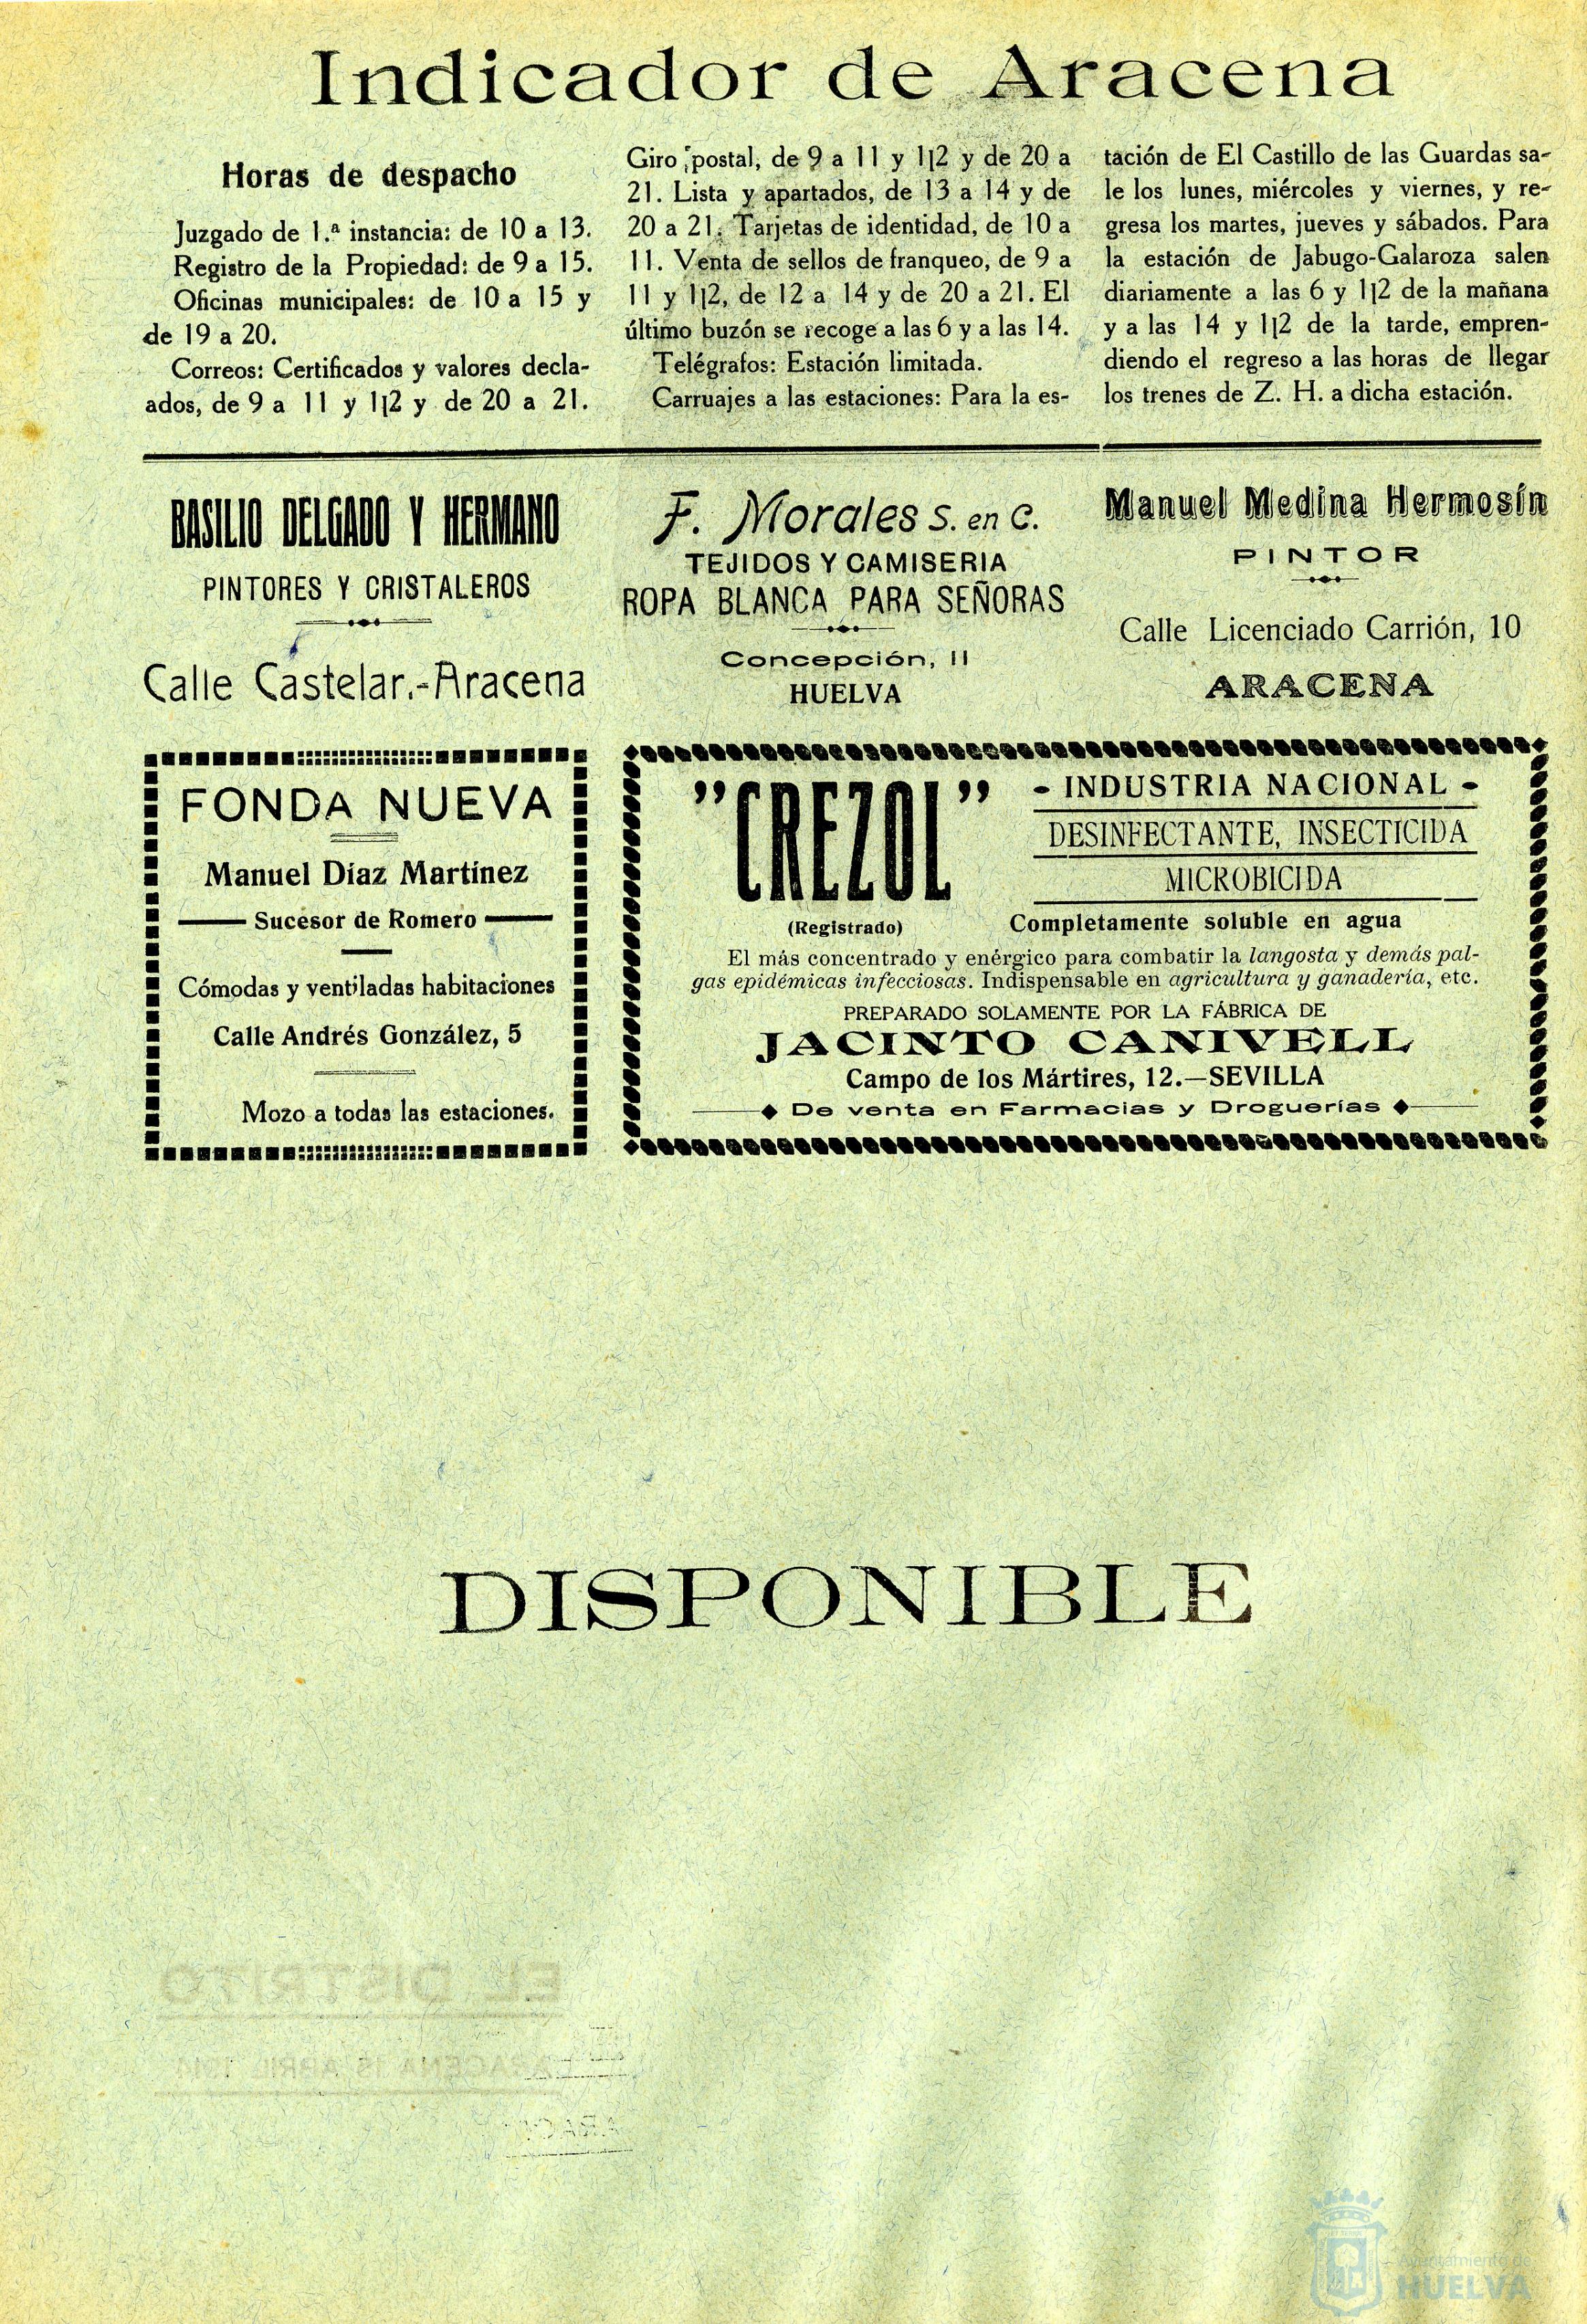 Indicador de Aracena
Horas de despacho
Juzgado de 1.ª instancia: de 10 a 13.
Registro de la Propiedad: de 9 a 15.
Oficinas municipales: de 10 a 15 y
de 19 a 20.
Correos: Certificados y valores decla-
ados, de 9 a 11 y 1|2 y de 20 a 21.
Giro postal, de 9 a 11 y 1|2 y de 20 a
21. Lista y apartados, de 13 a 14 y de
20 a 21. Tarjetas de identidad, de 10 a
11. Venta de sellos de franqueo, de 9 a
11 y 1|2, de 12 a 14 y de 20 a 21. El
último buzón se recoge a las 6 y a las 14.
Telégrafos: Estación limitada.
Carruajes a las estaciones: Para la es-
tación de El Castillo de las Guardas sa-
le los lunes, miércoles y viernes, y re-
gresa los martes, jueves y sábados. Para
la estación de Jabugo-Galaroza salen
diariamente a las 6 y 1|2 de la mañana
y a las 14 y 1|2 de la tarde, empren-
diendo el regreso a las horas de llegar
los trenes de Z. H. a dicha estación.
BASILIO DELGADO Y HERMANO
PINTORES Y CRISTALEROS
Calle Castelar.-Aracena
F. Morales S. en C.
TEJIDOS Y CAMISERIA
ROPA BLANCA PARA SEÑORAS
Concepción, 11
HUELVA
Manuel Medina Hermosín
PINTOR
Calle Licenciado Carrión, 10
ARACENA
FONDA NUEVA
Manuel Díaz Martínez
Sucesor de Romero
Cómodas y ventiladas habitaciones
Calle Andrés González, 5
Mozo a todas las estaciones.
"CREZOL"
(Registrado)
- INDUSTRIA NACIONAL -
DESINFECTANTE, INSECTICIDA
MICROBICIDA
Completamente soluble en agua
El más concentrado y enérgico para combatir la langosta y demás pal-
gas epidémicas infecciosas. Indispensable en agricultura y ganadería, etc.
PREPARADO SOLAMENTE POR LA FÁBRICA DE
JACINTO CANIVELL
Campo de los Mártires, 12.—SEVILLA
De venta en Farmacias y Droguerías
DISPONIBLE
EL DISTRITO
Ayuntamiento de
HUELVA